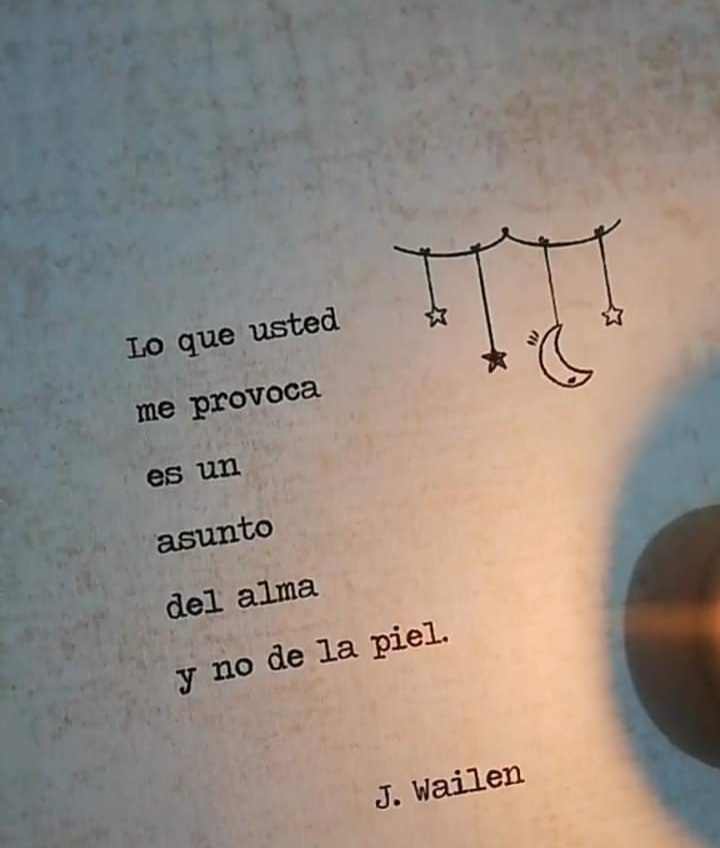 Lo que usted
me provoca
es un
asunto
del alma
y no de la piel.
J. Wailen